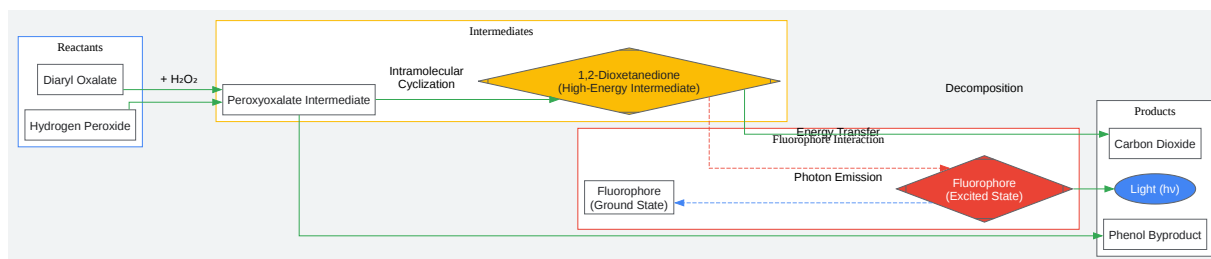 Reactants
Diaryl Oxalate
Hydrogen Peroxide
+ H₂O₂
Intermediates
Peroxyoxalate Intermediate
Intramolecular
Cyclization
1,2-Dioxetanedione
(High-Energy Intermediate)
Decomposition
Energy Transfer
Fluorophore Interaction
Photon Emission
Fluorophore
(Ground State)
Fluorophore
(Excited State)
Products
Carbon Dioxide
Light (hν)
Phenol Byproduct